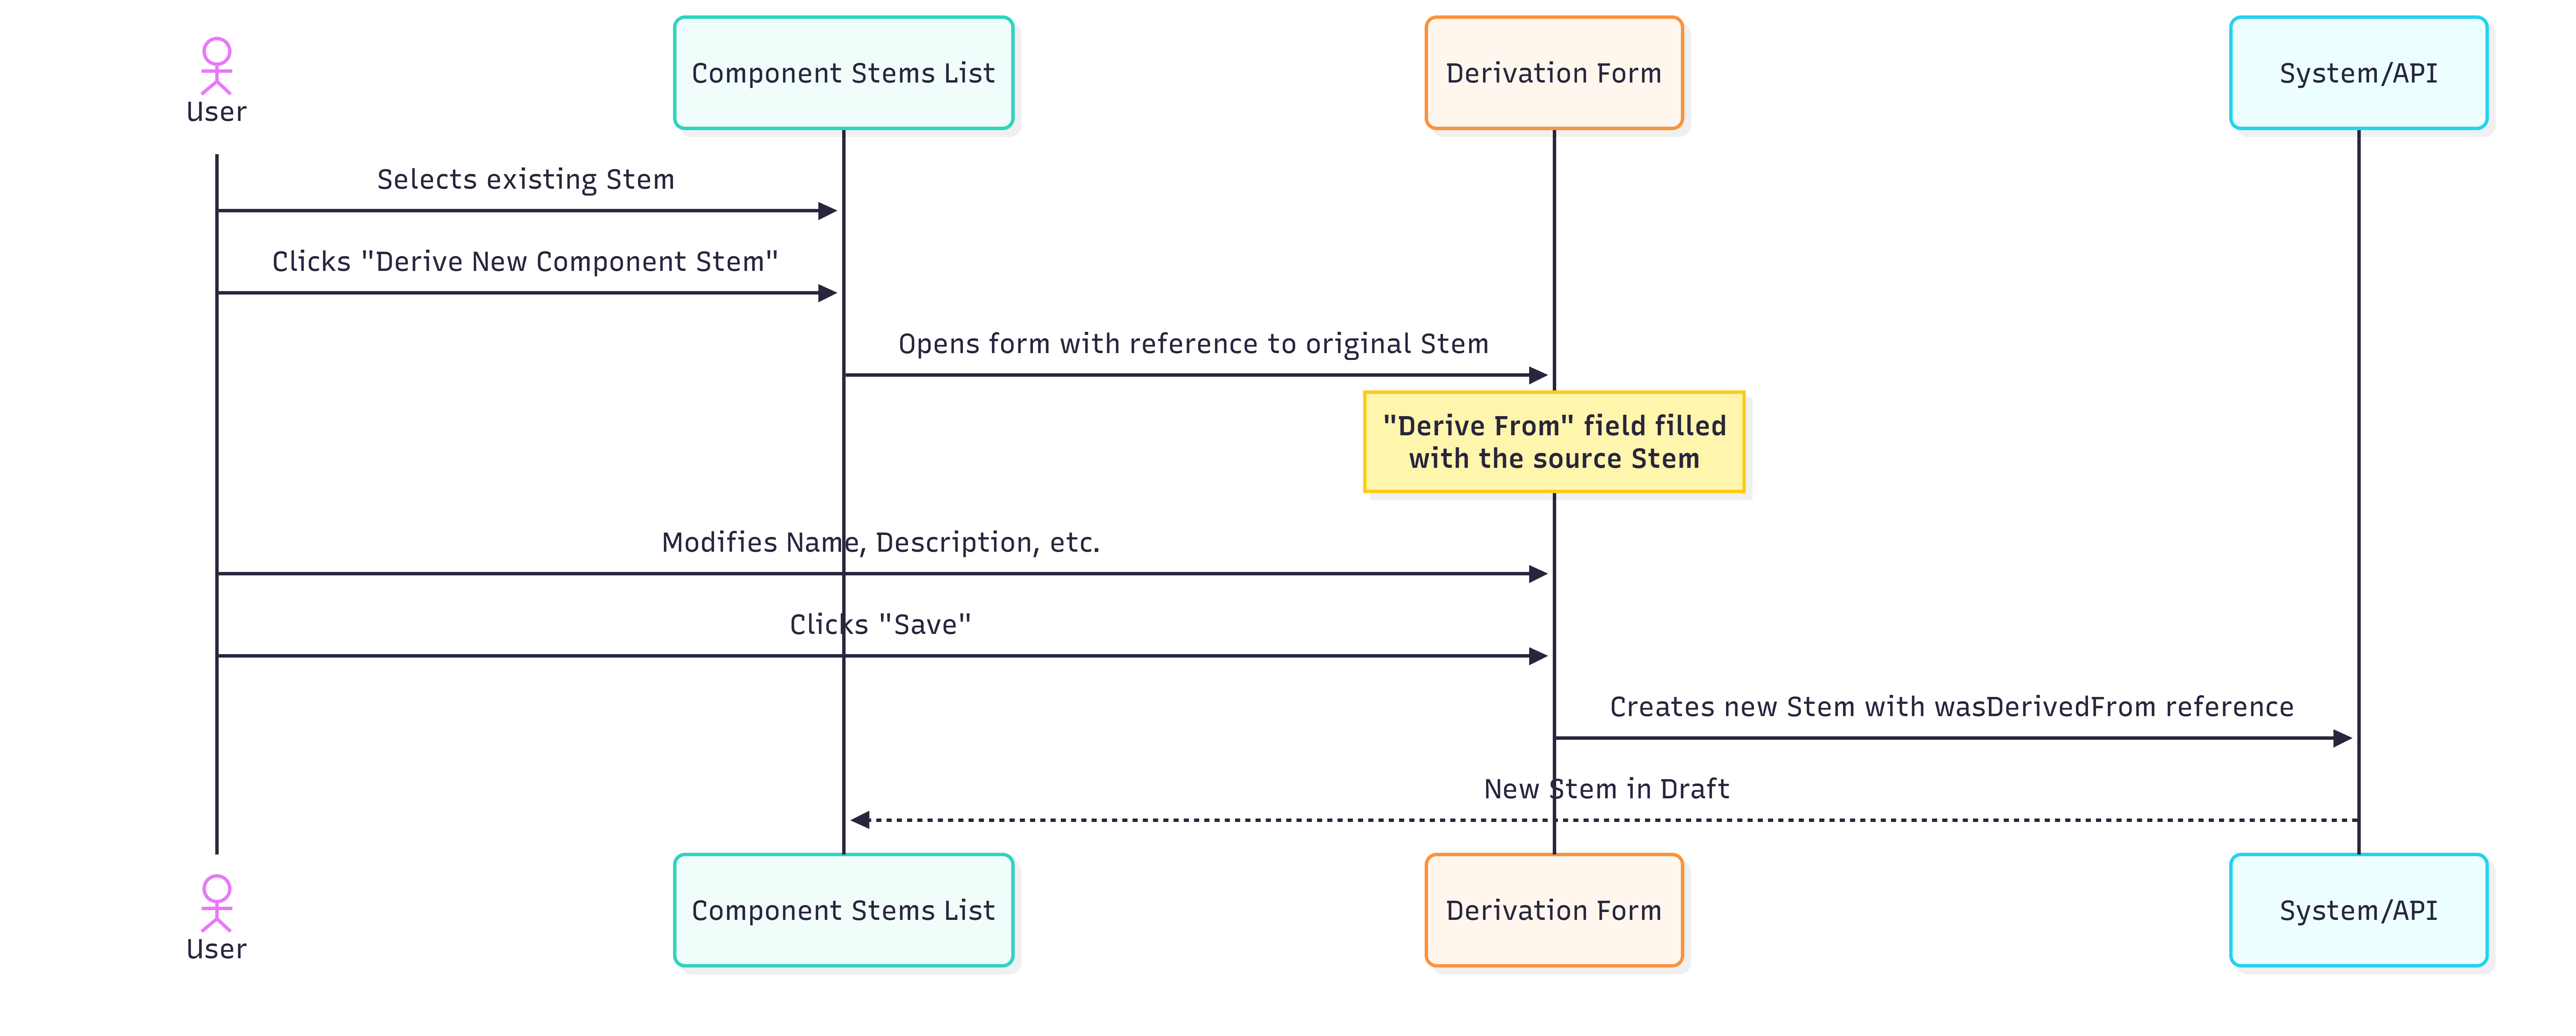 User
Component Stems List
Derivation Form
System/API
Selects existing Stem
Clicks "Derive New Component Stem"
Opens form with reference to original Stem
"Derive From" field filled
with the source Stem
Modifies Name, Description, etc.
Clicks "Save"
Creates new Stem with wasDerivedFrom reference
New Stem in Draft
User
Component Stems List
Derivation Form
System/API